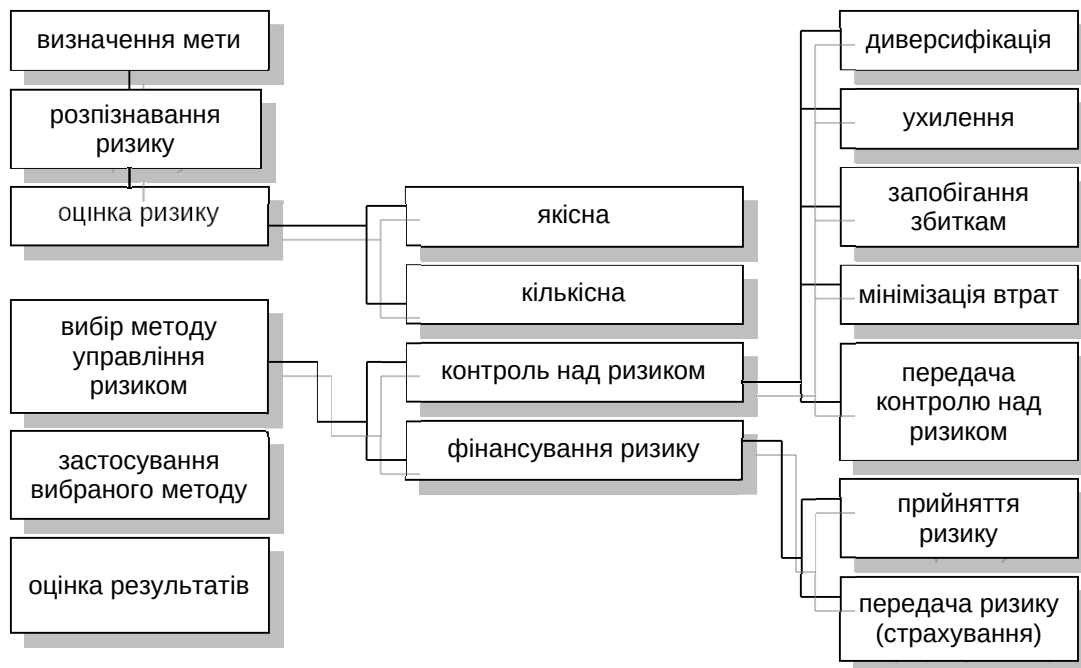 визначення мети
розпізнавання
ризику
оцінка ризику
вибір методу
управління
ризиком
застосування
вибраного методу
оцінка результатів
якісна
кількісна
контроль над ризиком
фінансування ризику
диверсифікація
ухилення
запобігання
збиткам
мінімізація втрат
передача
контролю над
ризиком
прийняття
ризику
передача ризику
(страхування)